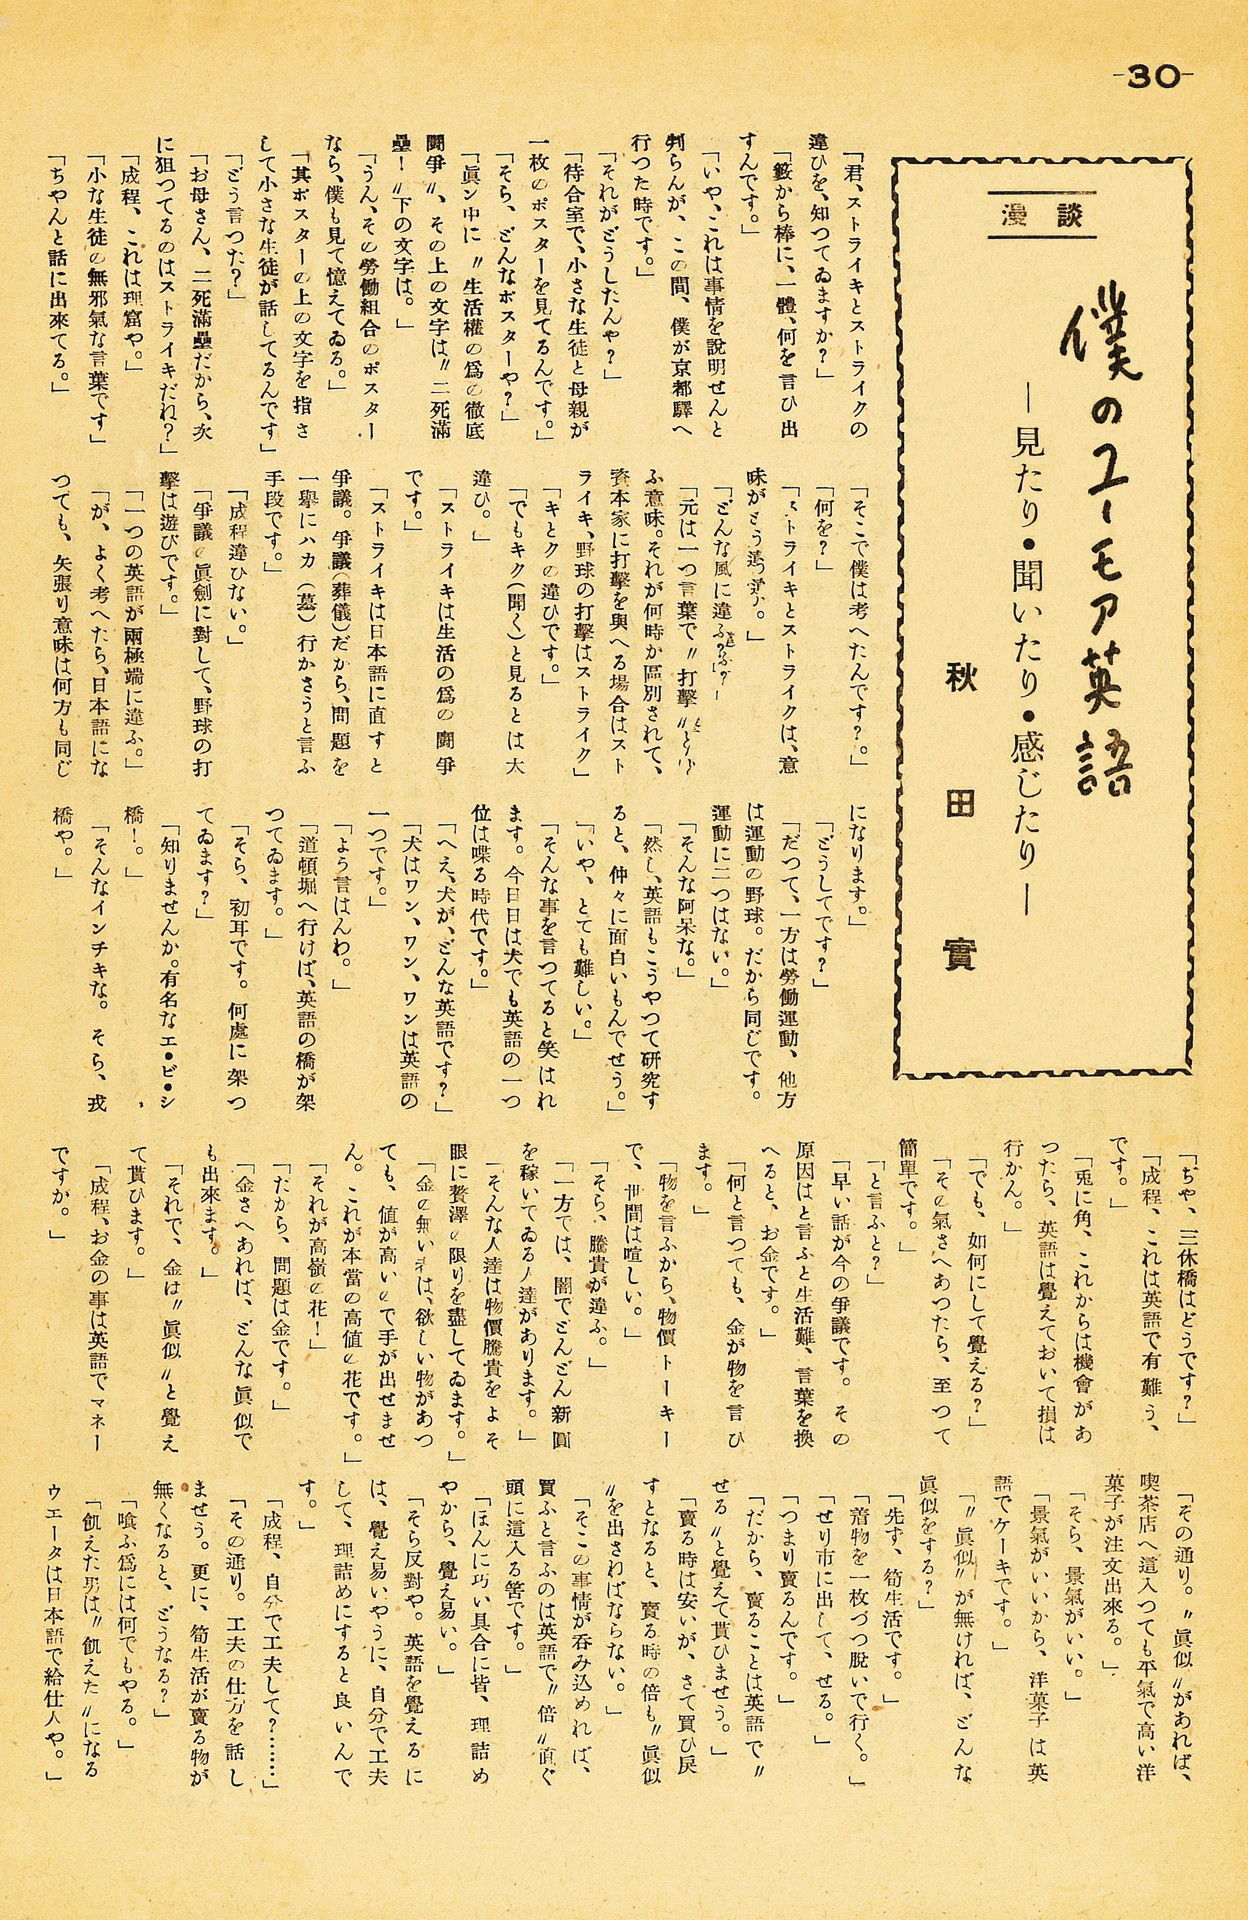 -30-
漫談
僕のユーモア英語
―見たり・聞いたり・感じたり―
秋田實
「君、ストライキとストライクの
違ひを、知つてゐますか？」
「籔から棒に、一體、何を言ひ出
すんです。」
「いや、これは事情を說明せんと
判らんが、この間、僕が京都驛へ
行つた時です。」
「それがどうしたんや？」
「待合室で、小さな生徒と母親が
一枚のポスターを見てるんです。」
「そら、どんなポスターや？」
「眞ン中に〃生活權の爲の徹底
鬪爭〃、その上の文字は〃二死滿
壘！〃下の文字は。」
「うん、その勞働組合のポスター
なら、僕も見て憶えてゐる。」
「其ポスターの上の文字を指さ
して小さな生徒が話してるんです」
「どう言つた？」
「お母さん、二死滿壘だから、次
に狙つてるのはストライキだね？」
「成程、これは理窟や。」
「小な生徒の無邪氣な言葉です」
「ちやんと話に出來てる。」
「そこで僕は考へたんです？。」
「何を？」
「ストライキとストライクは、意
味がどう違ふか。」
「どんな風に違ふ？」
「元は一つ言葉で〃打擊〃とい
ふ意味。それが何時か區別されて、
資本家に打擊を與へる場合はスト
ライキ、野球の打擊はストライク」
「キとクの違ひです。」
「でもキク(聞く)と見るとは大
違ひ。」
「ストライキは生活の爲の鬪爭
です。」
「ストライキは日本語に直すと
爭議。爭議(葬儀)だから、問題を
一擧にハカ(墓)行かさうと言ふ
手段です。」
「成程違ひない。」
「爭議の眞劍に對して、野球の打
擊は遊びです。」
「一つの英語が兩極端に違ふ。」
「が、よく考へたら、日本語にな
つても、矢張り意味は何方も同じ
になります。」
「どうしてです？」
「だつて、一方は勞働運動、他方
は運動の野球。だから同じです。
運動に二つはない。」
「そんな阿呆な。」
「然し、英語もこうやつて研究す
ると、仲々に面白いもんでせう。」
「いや、とても難しい。」
「そんな事を言つてると笑はれ
ます。今日日は犬でも英語の一つ
位は喋る時代です。」
「へえ、犬が、どんな英語です？」
「犬はワン、ワン、ワンは英語の
一つです。」
「よう言はんわ。」
「道頓堀へ行けば、英語の橋が架
つてゐます。」
「そら、初耳です。何處に架つ
てゐます？」
「知りませんか。有名なエ・ビ・シ
橋！。」
「そんなインチキな。そら、戎
橋や。」
「ぢや、三休橋はどうです？」
「成程、これは英語で有難う、
です。」
「兎に角、これからは機會があ
つたら、英語は覺えておいて損は
行かん。」
「でも、如何にして覺える？」
「その氣さへあつたら、至つて
簡單です。」
「と言ふと？」
「早い話が今の爭議です。その
原因はと言ふと生活難、言葉を換
へると、お金です。」
「何と言つても、金が物を言ひ
ます。」
「物を言ふから、物價トーキー
で、世間は喧しい。」
「そら、騰貴が違ふ。」
「一方では、闇でどんどん新圓
を稼いでゐる人達があります。」
「そんな人達は物價騰貴をよそ
眼に贅澤の限りを盡してゐます。」
「金の無い者は、欲しい物があつ
ても、値が高いので手が出せませ
ん。これが本當の高値の花です。」
「それが高嶺の花！」
「だから、問題は金です。」
「金さへあれば、どんな眞似で
も出來ます。」
「それで、金は〃眞似〃と覺え
て貰ひます。」
「成程、お金の事は英語でマネー
ですか。」
「その通り。〃眞似〃があれば、
喫茶店へ這入つても平氣で高い洋
菓子が注文出來る。」
「そら、景氣がいい。」
「景氣がいいから、洋菓子は英
語でケーキです。」
「〃眞似〃が無ければ、どんな
眞似をする？」
「先す、筍生活です。」
「着物を一枚づつ脫いで行く。」
「せり市に出して、せる。」
「つまり賣るんです。」
「だから、賣ることは英語で〃
せる〃と覺えて貰ひませう。」
「賣る時は安いが、さて買ひ戾
すとなると、賣る時の倍も〃眞似
〃を出さねばならない。」
「そこの事情が呑み込めれば、
買ふと言ふのは英語で〃倍〃直ぐ
頭に這入る筈です。」
「ほんに巧い具合に皆、理詰め
やから、覺え易い。」
「そら反對や。英語を覺えるに
は、覺え易いやうに、自分で工夫
して、理詰めにすると良いんで
す。」
「成程、自分で工夫して？……」
「その通り。工夫の仕方を話し
ませう。更に、筍生活が賣る物が
無くなると、どうなる？」
「喰ふ爲には何でもやる。」
「飢えた男は〃飢えた〃になる
ウエータは日本語で給仕人や。」